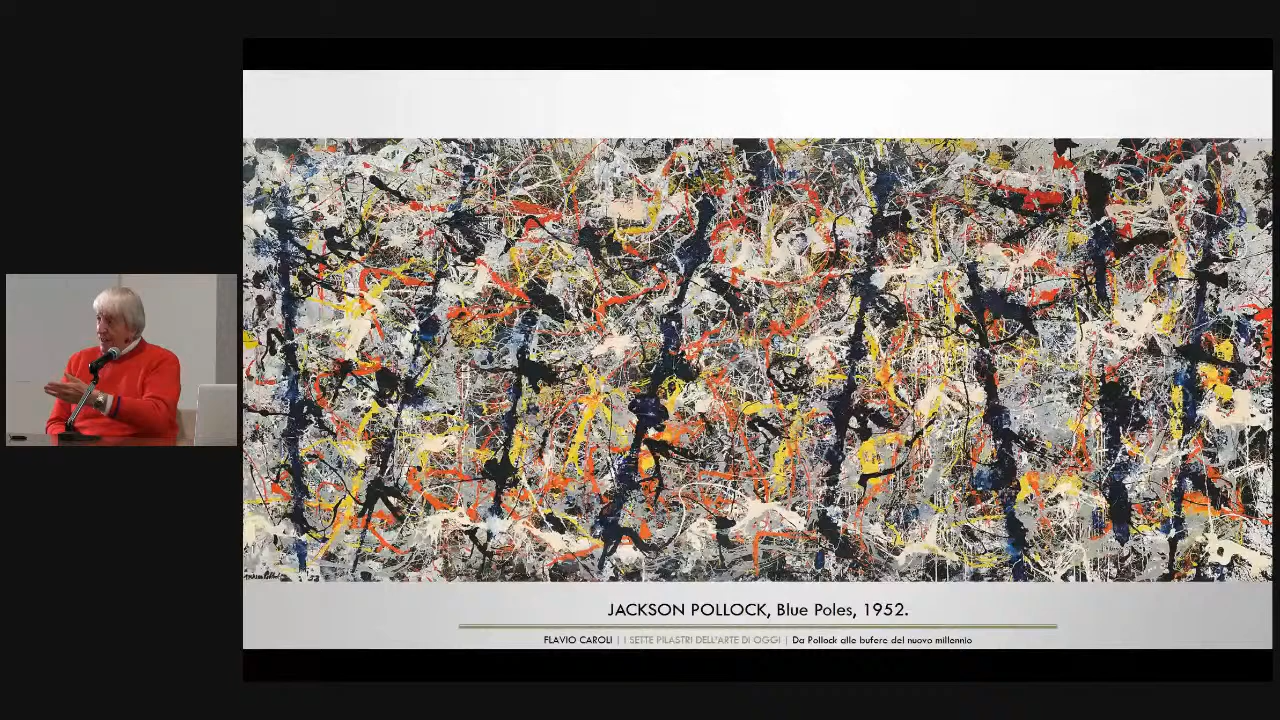 JACKSON POLLOCK, Blue Poles, 1952.
FLAVIO CAROLI | I SETTE PILASTRI DELL'ARTE DI OGGI | Da Pollock alle bufere del nuovo millennio